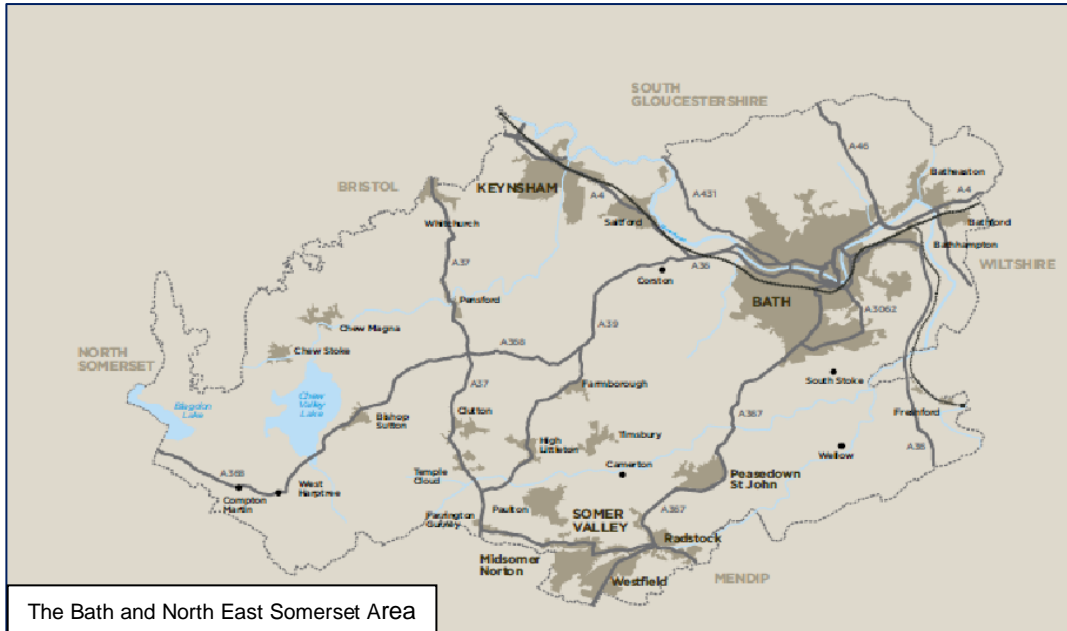 SOUTH
GLOUCESTERSHIRE
A46
Batheaston
A4
BRISTOL
KEYNSHAM
A4
A431
Saltford
Bathford
Whitchurch
Bathampton
WILTSHIRE
A37
A36
Corston
BATH
Pensford
A3062
Chew Magna
A39
NORTH
SOMERSET
Chew Stoke
A368
South Stoke
Blagdon
Lake
Chew
Valley
Lake
A37
Farmborough
Freshford
Bishop
Sutton
Clutton
A367
High
Littleton
Timsbury
A36
Wellow
A368
Temple
Cloud
Camerton
Peasedown
St John
West
Harptree
Compton
Martin
Paulton
SOMER
VALLEY
A367
Farrington
Gurney
Radstock
Midsomer
Norton
Westfield
MENDIP
The Bath and North East Somerset Area